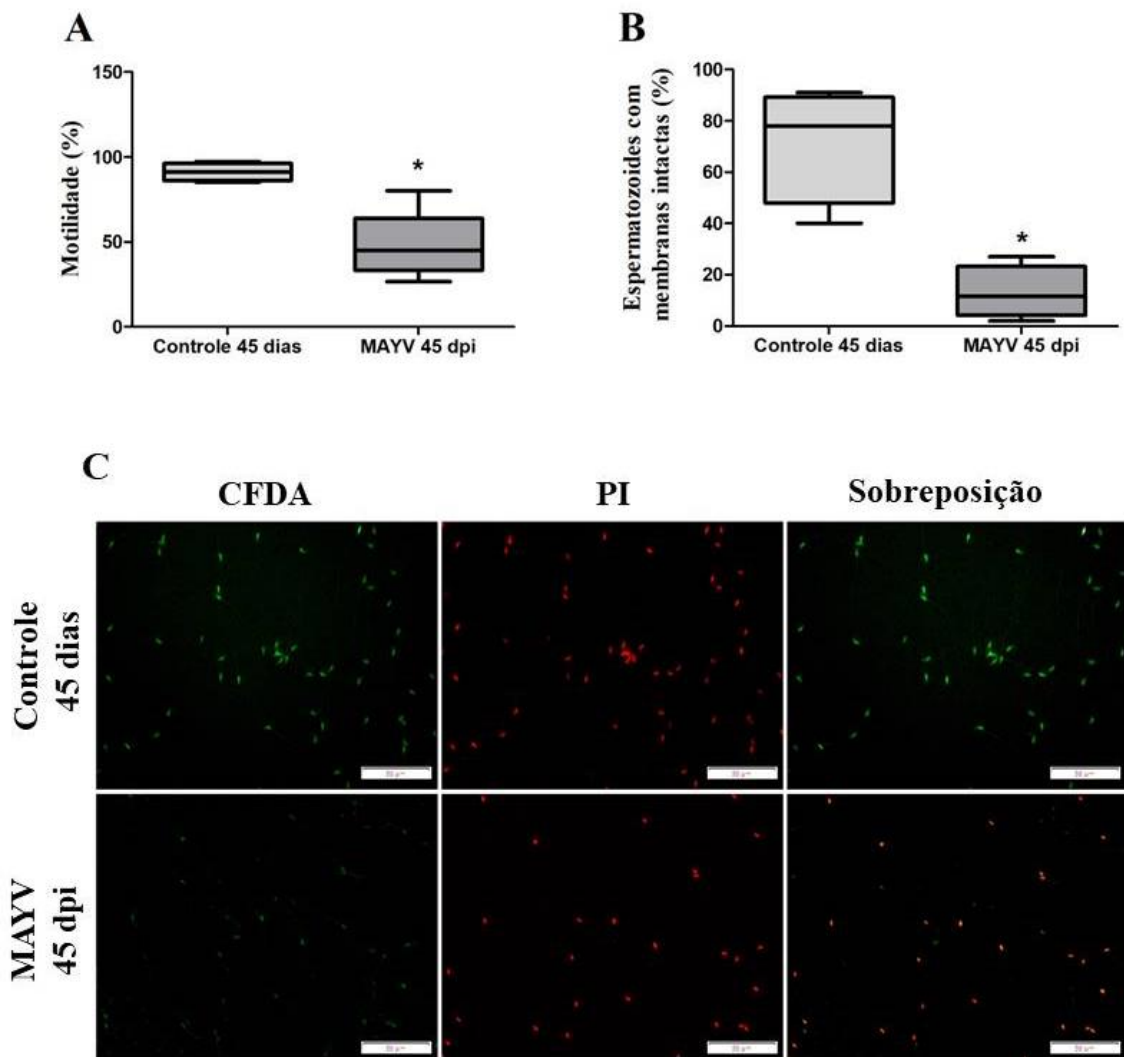 A
Motilidade (%)
150
100
50
0
*
Controle 45 dias
MAYV 45 dpi
B
Espermatozoides com
membranas intactas (%)
100
80
60
40
20
0
*
Controle 45 dias
MAYV 45 dpi
C
CFDA
PI
Sobreposição
Controle
45 dias
MAYV
45 dpi